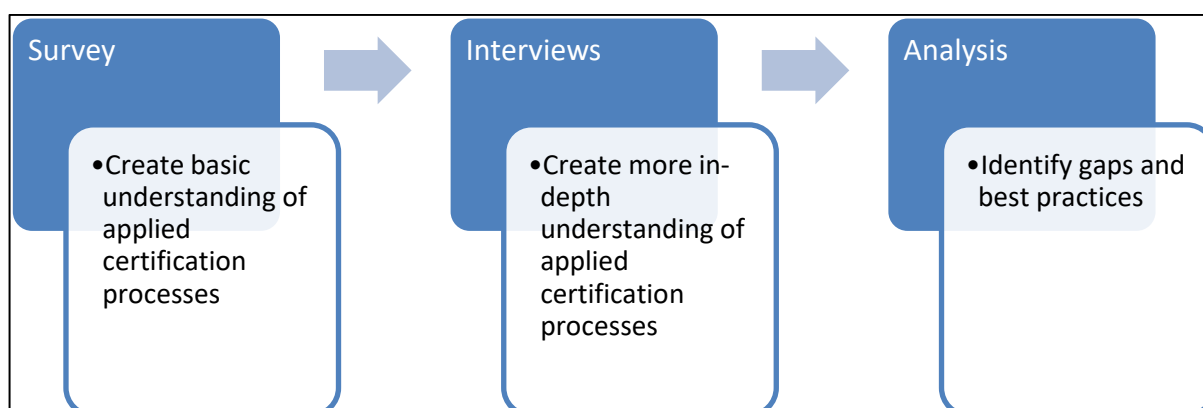 Survey
•Create basic
understanding of
applied
certification
processes
Interviews
•Create more in-
depth
understanding of
applied
certification
processes
Analysis
•Identify gaps and
best practices